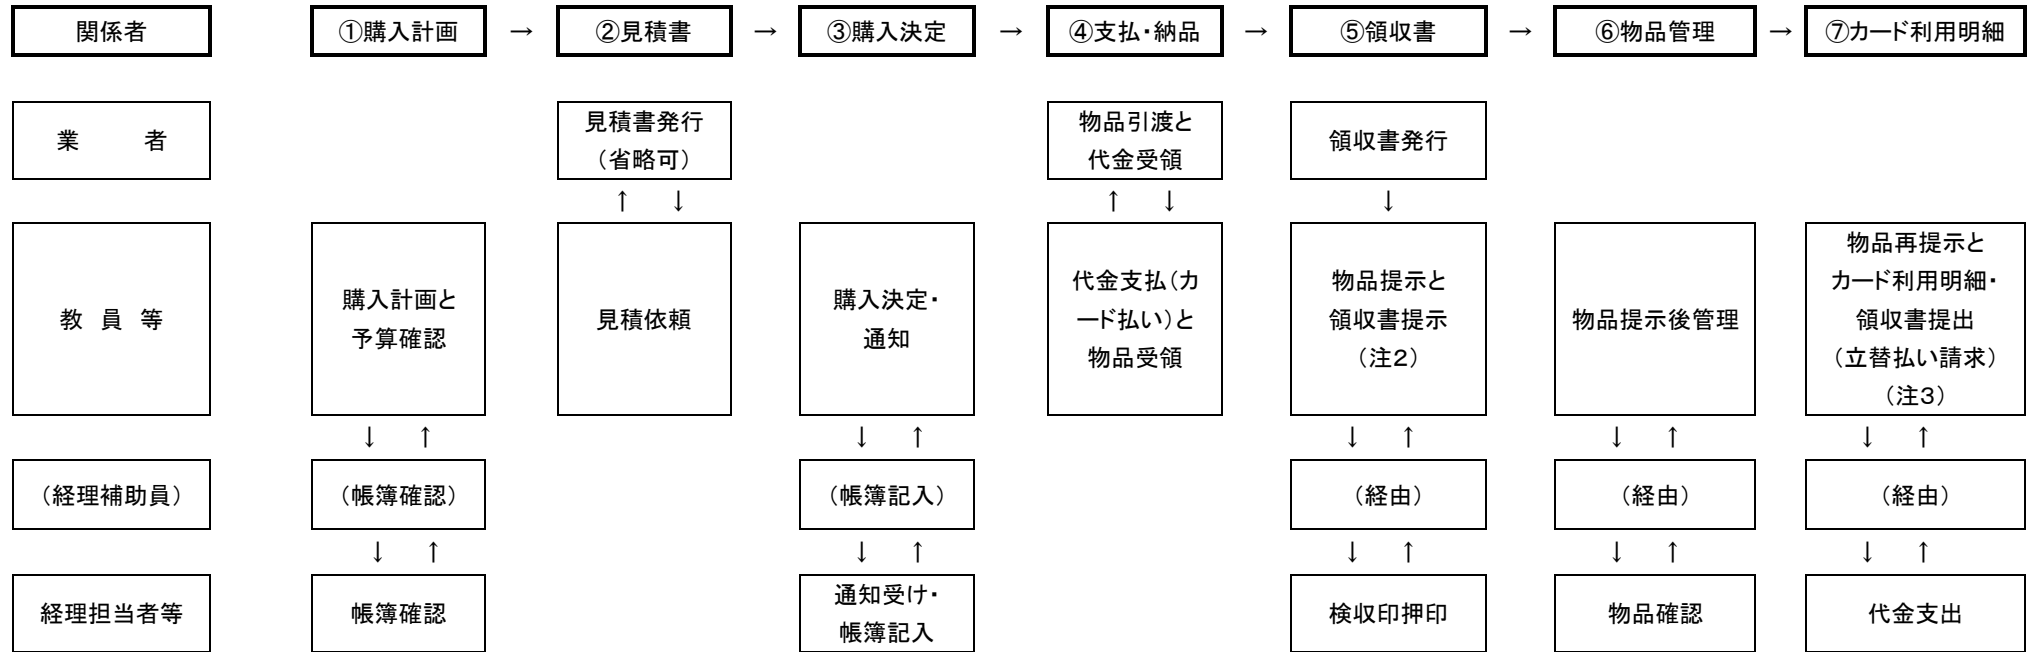 関係者 ①購入計画 → ②見積書 → ③購入決定 → ④支払・納品 → ⑤領収書 → ⑥物品管理 → ⑦カード利用明細
業 者
見積書発行
（省略可）
物品引渡と
代金受領
領収書発行
↑ ↓ ↑ ↓ ↓
教 員 等
購入計画と
予算確認
見積依頼
購入決定・
通知
代金支払（カ
ード払い）と
物品受領
物品提示と
領収書提示
（注２）
物品提示後管理
物品再提示と
カード利用明細・
領収書提出
（立替払い請求）
（注３）
↓ ↑ ↓ ↑ ↓ ↑ ↓ ↑ ↓ ↑
（経理補助員） （帳簿確認） （帳簿記入） （経由） （経由） （経由）
↓ ↑ ↓ ↑ ↓ ↑ ↓ ↑ ↓ ↑
経理担当者等
帳簿確認
通知受け・
帳簿記入
検収印押印
物品確認
代金支出